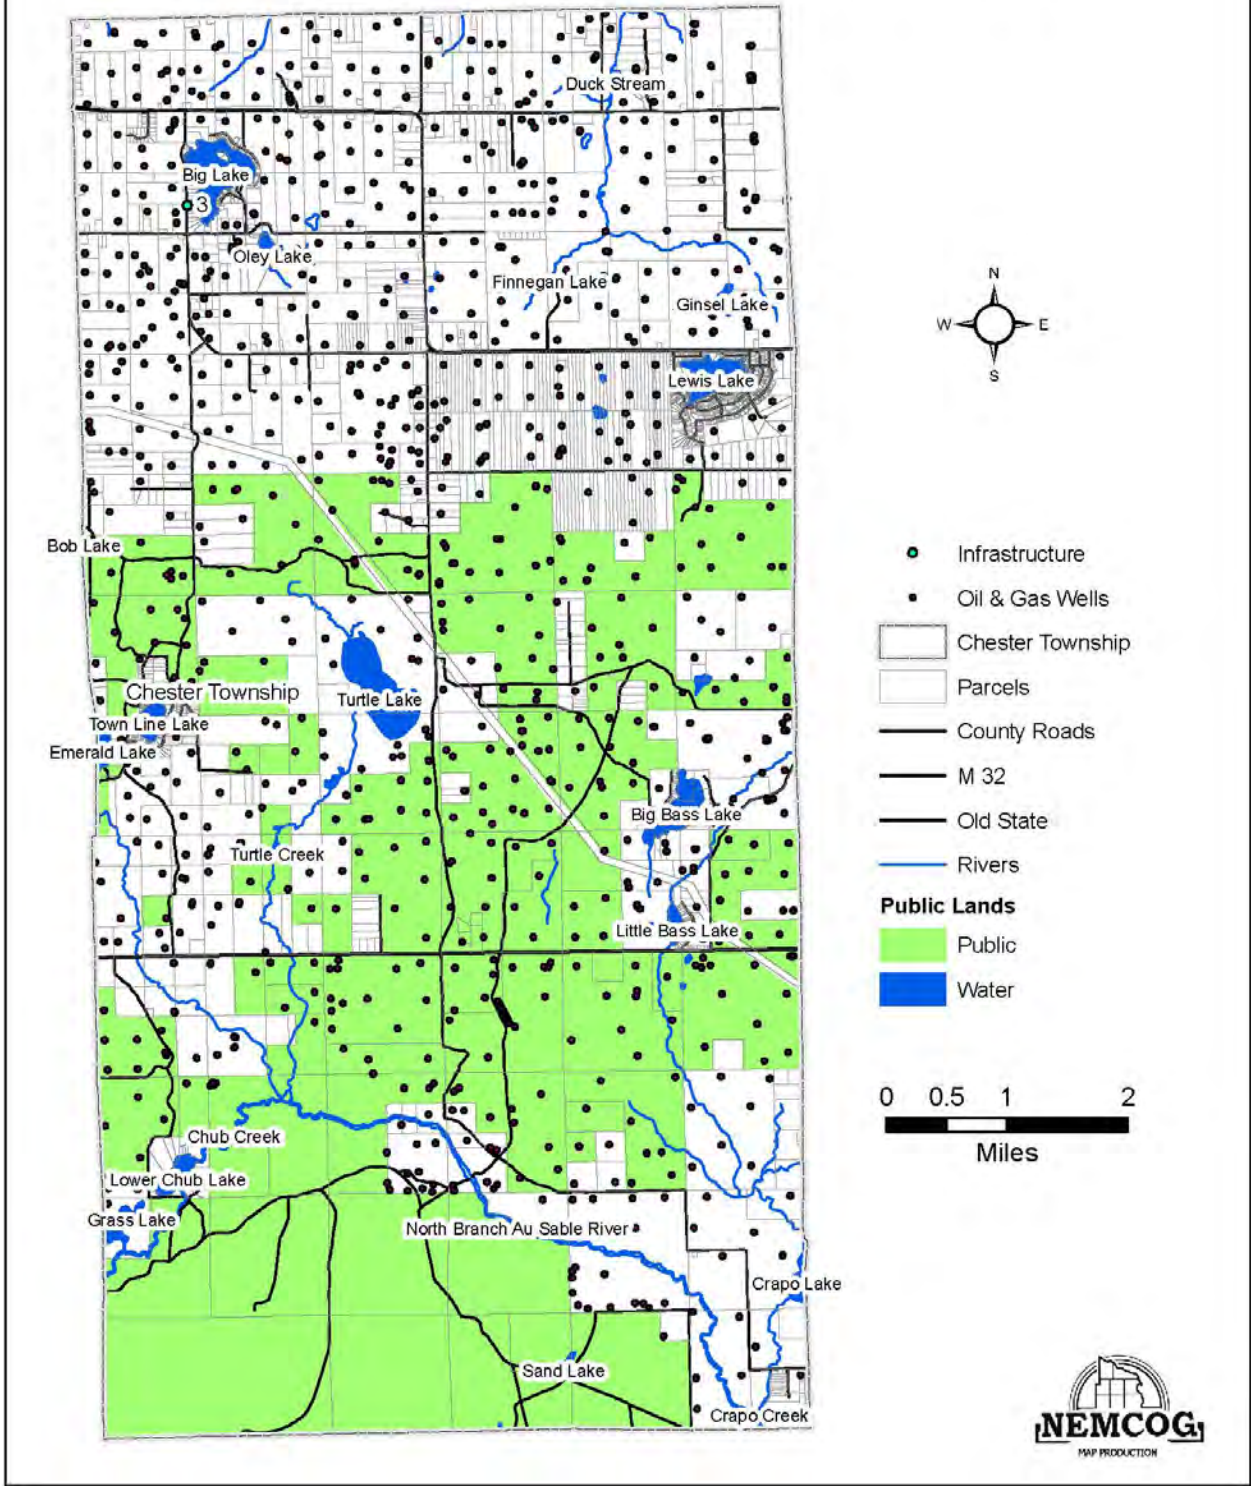 Duck Stream
Big Lake
3
Oley Lake
Finnegan Lake
Ginsel Lake
N
W E
S
Lewis Lake
Bob Lake
Infrastructure
Oil & Gas Wells
Chester Township
Parcels
County Roads
M 32
Old State
Rivers
Public Lands
Public
Water
Chester Township
Turtle Lake
Town Line Lake
Emerald Lake
Big Bass Lake
Turtle Creek
Little Bass Lake
0 0.5 1 2
Miles
Chub Creek
Lower Chub Lake
Grass Lake
North Branch Au Sable River
Crapo Lake
Sand Lake
Crapo Creek
NEMCOG
MAP PRODUCTION